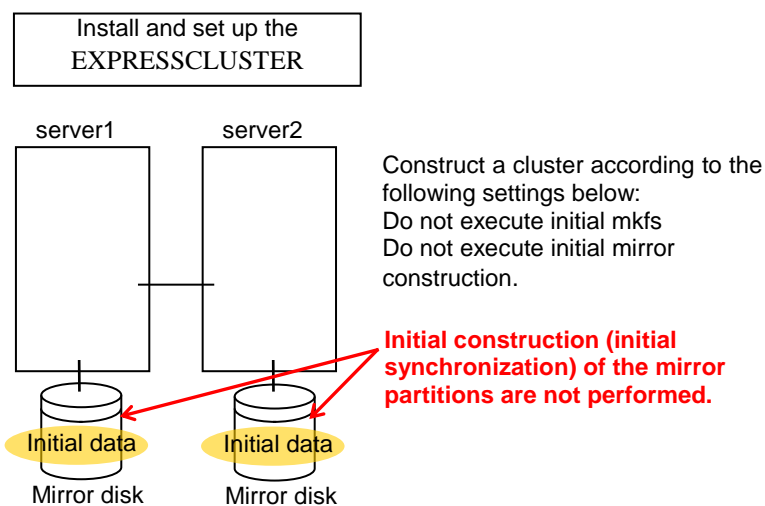 Install and set up the
EXPRESSCLUSTER
server1
server2
Construct a cluster according to the
following settings below:
Do not execute initial mkfs
Do not execute initial mirror
construction.
Initial construction (initial
synchronization) of the mirror
partitions are not performed.
Initial data
Initial data
Mirror disk
Mirror disk